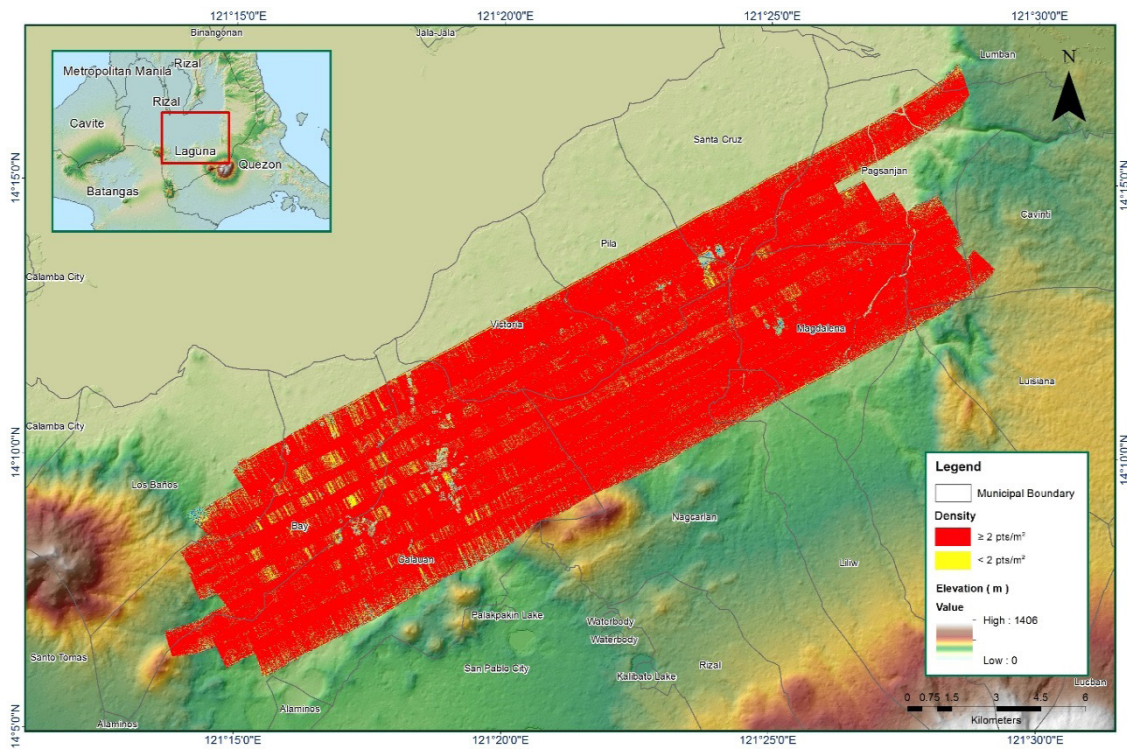 121°15'0"E
121°20'0"E
121°25'0"E
121°30'0"E
Binangonan
Jala-Jala
Lumban
N
Metropolitan Manila
Rizal
Rizal
Cavite
Laguna
Quezon
Batangas
Santa Cruz
14°15'0"N
14°15'0"N
Pagsanjan
Cavinti
Pila
Calamba City
Victoria
Magdalena
Luisiana
Calamba City
14°10'0"N
14°10'0"N
Los Baños
Bay
Nagcarlan
Calauan
Liliw
Palakpakin Lake
Waterbody
Waterbody
Santo Tomas
San Pablo City
Kalibato Lake
Rizal
Lucban
Alaminos
Alaminos
14°5'0"N
14°5'0"N
Legend
Municipal Boundary
Density
≥ 2 pts/m²
< 2 pts/m²
Elevation ( m )
Value
High : 1406
Low : 0
0 0.75 1.5 3 4.5 6
Kilometers
121°15'0"E
121°20'0"E
121°25'0"E
121°30'0"E